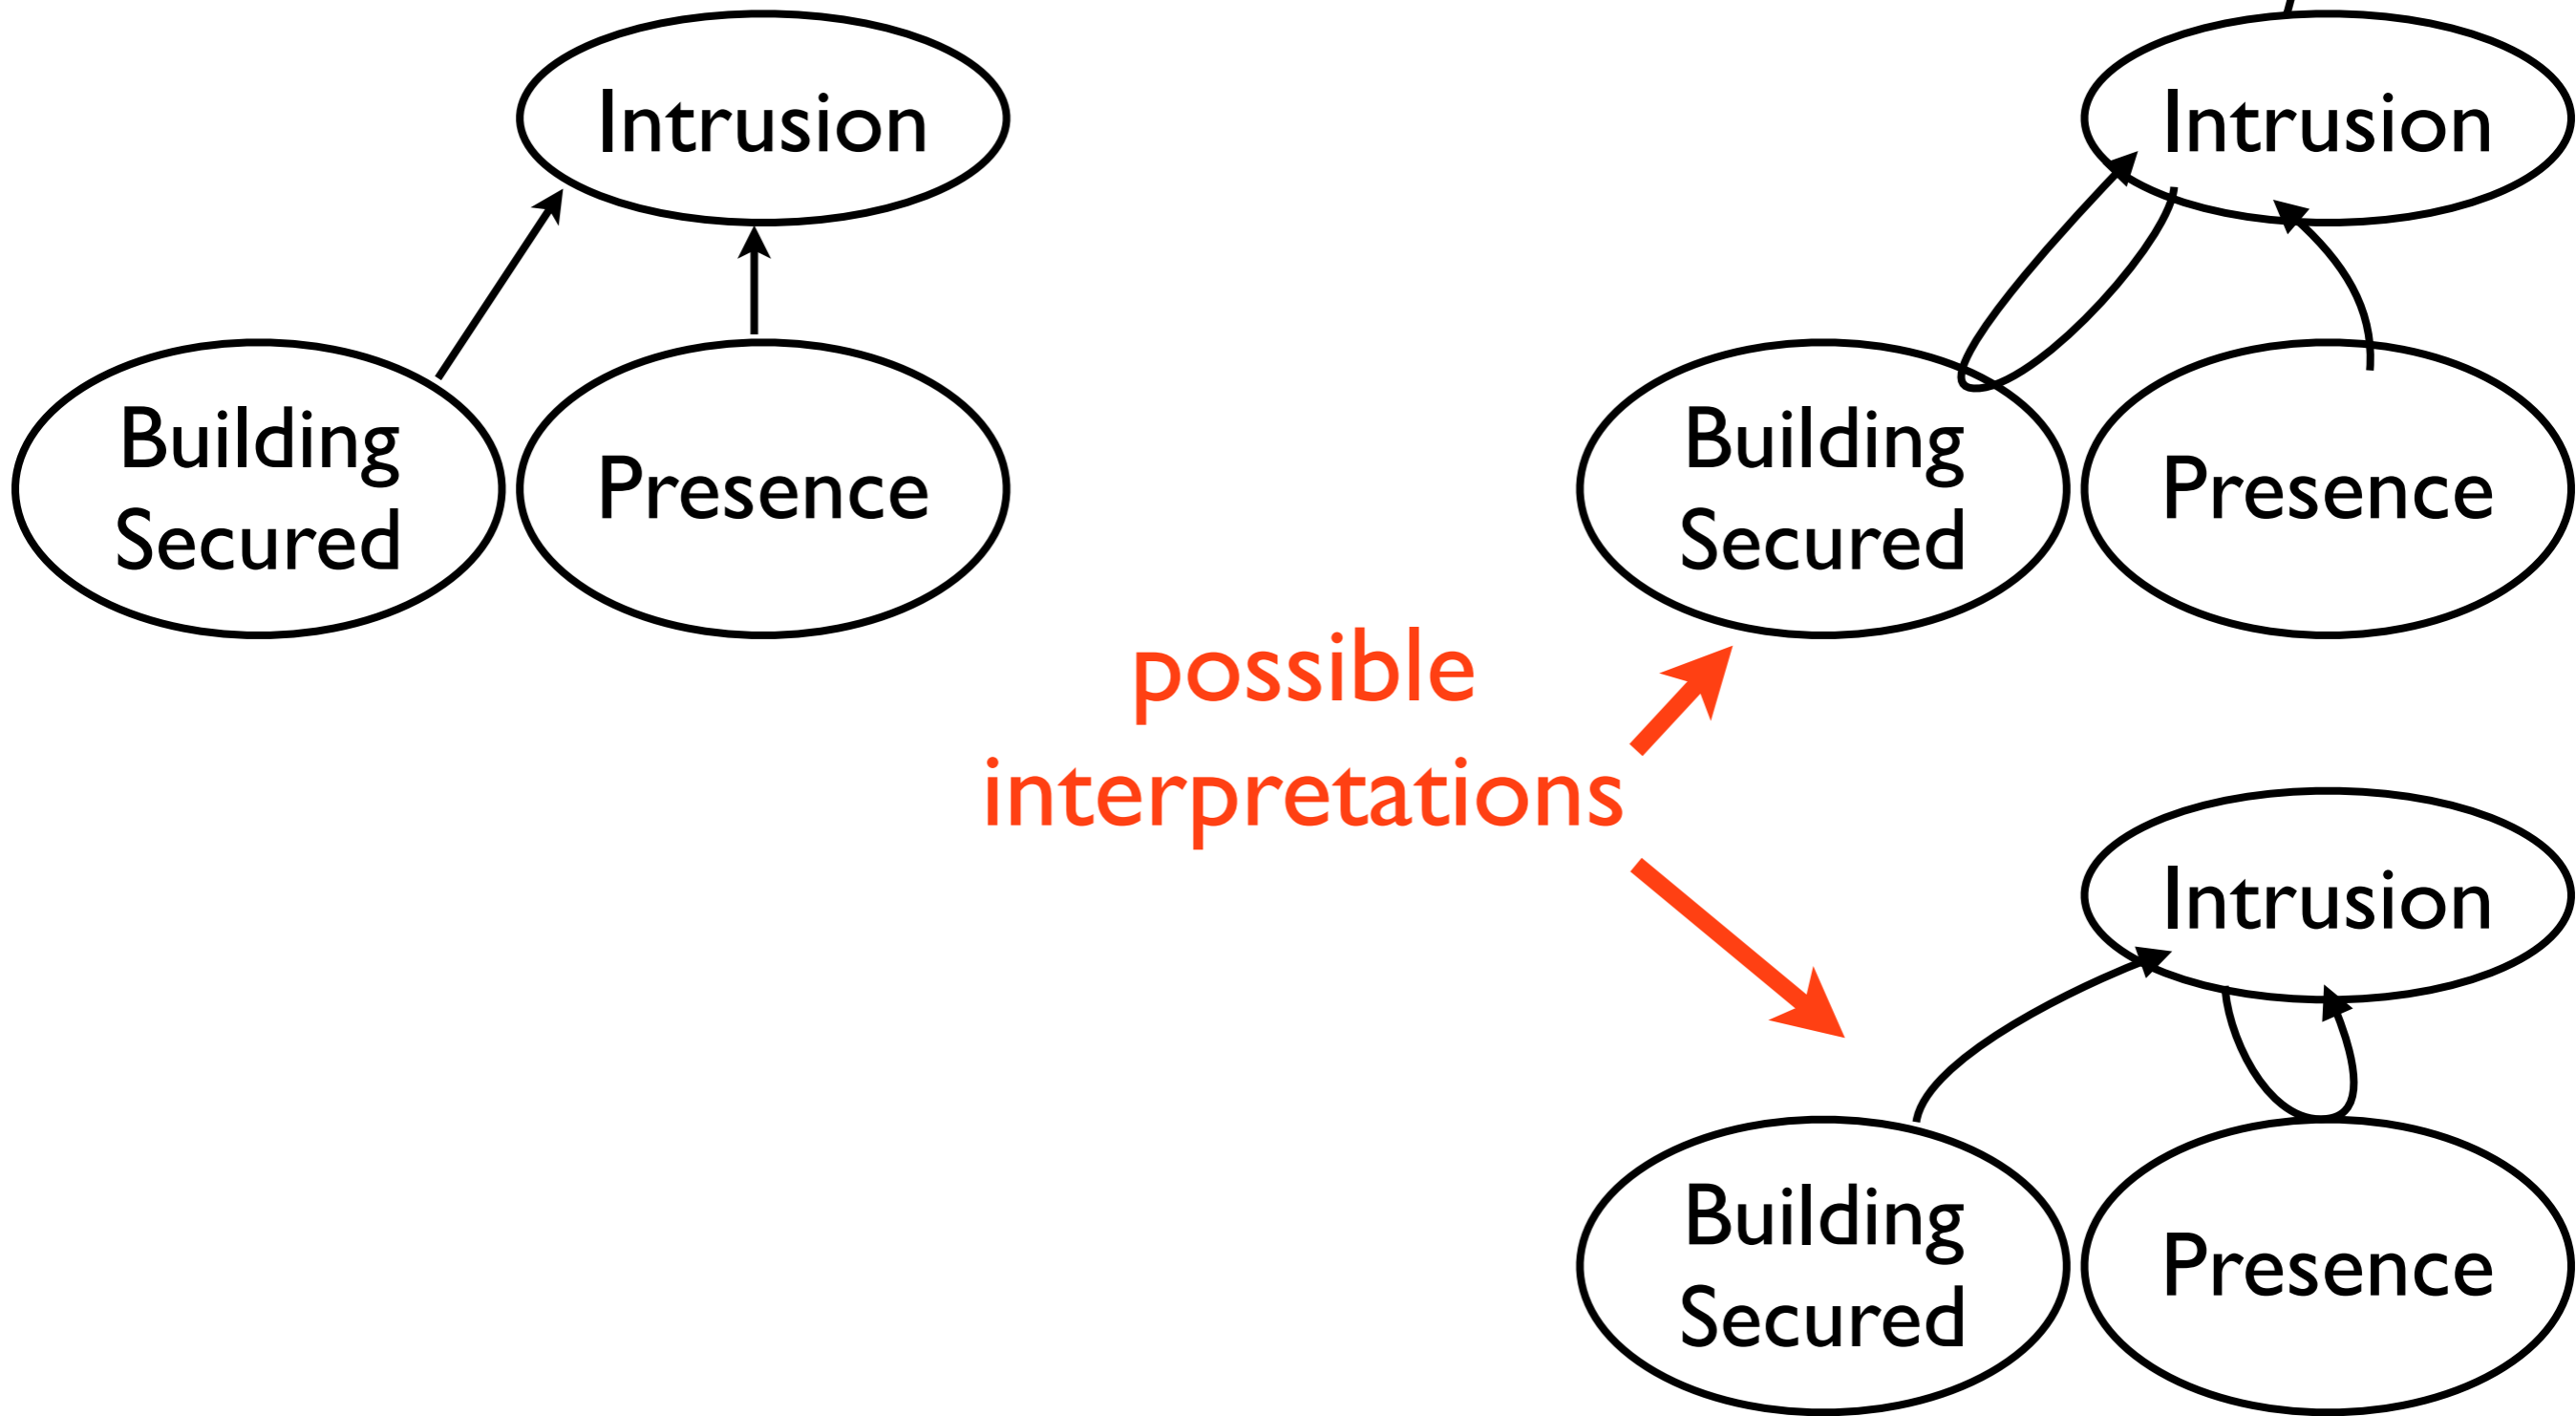 Intrusion
Building
Secured
Presence
Intrusion
Building
Secured
Presence
possible
interpretations
Intrusion
Building
Secured
Presence